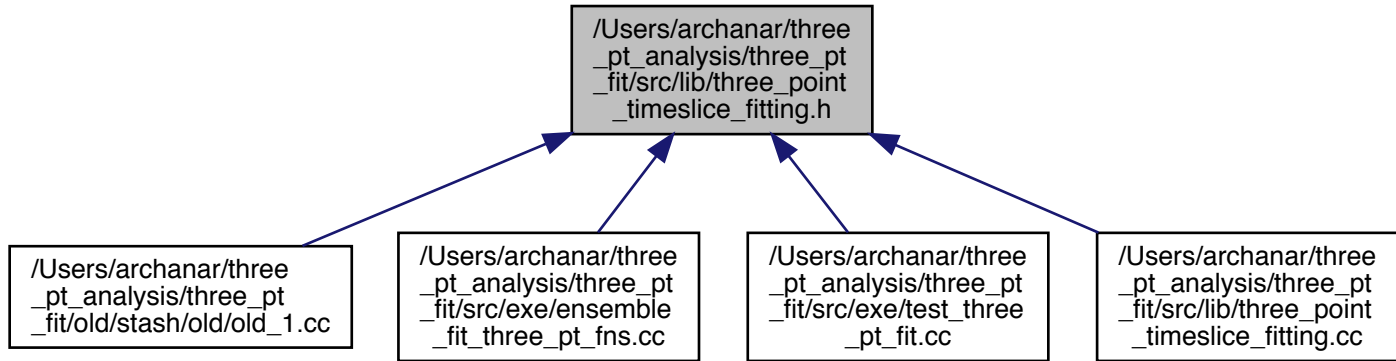 /Users/archanar/three
_pt_analysis/three_pt
_fit/src/lib/three_point
_timeslice_fitting.h
/Users/archanar/three
_pt_analysis/three_pt
_fit/old/stash/old/old_1.cc
/Users/archanar/three
_pt_analysis/three_pt
_fit/src/exe/ensemble
_fit_three_pt_fns.cc
/Users/archanar/three
_pt_analysis/three_pt
_fit/src/exe/test_three
_pt_fit.cc
/Users/archanar/three
_pt_analysis/three_pt
_fit/src/lib/three_point
_timeslice_fitting.cc